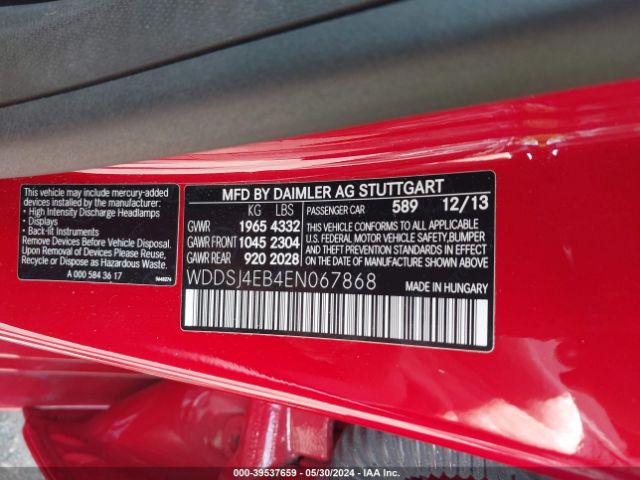 This vehicle may include mercury-added
devices installed by the manufacturer:
- High Intensity Discharge Headlamps
- Displays
- Back-lit Instruments
Remove Devices Before Vehicle Disposal.
Upon Removal of Devices Please Reuse,
Recycle or Dispose as Hazardous Waste.
A 000 584 36 17
MFD BY DAIMLER AG STUTTGART
KG LBS
GVWR 1965 4332
GAWR FRONT 1045 2304
GAWR REAR 920 2028
PASSENGER CAR 589 12/13
THIS VEHICLE CONFORMS TO ALL APPLICABLE
U.S. FEDERAL MOTOR VEHICLE SAFETY,BUMPER
AND THEFT PREVENTION STANDARDS IN EFFECT
ON THE DATE OF MANUFACTURE SHOWN ABOVE.
WDDSJ4EB4EN067868
MADE IN HUNGARY
000-39537659 - 05/30/2024 - IAA Inc.